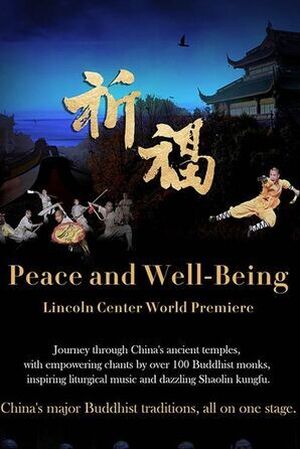 祈福
Peace and Well-Being
Lincoln Center World Premiere
Journey through China's ancient temples,
with empowering chants by over 100 Buddhist monks,
inspiring liturgical music and dazzling Shaolin kungfu.
China's major Buddhist traditions, all on one stage.